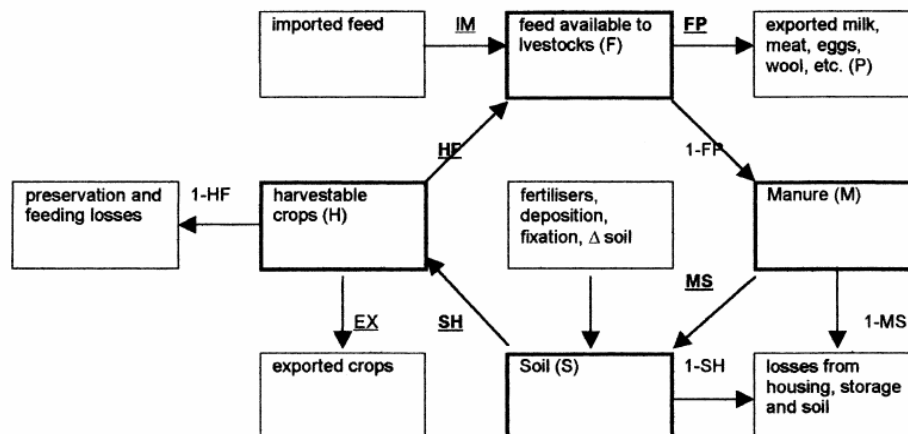 imported feed
IM
feed available to
lvestocks (F)
FP
exported milk,
meat, eggs,
wool, etc. (P)
HF
1-FP
preservation and
feeding losses
1-HF
harvestable
crops (H)
fertilisers,
deposition,
fixation, Δ soil
Manure (M)
MS
EX
SH
1-MS
exported crops
Soil (S)
1-SH
losses from
housing, storage
and soil